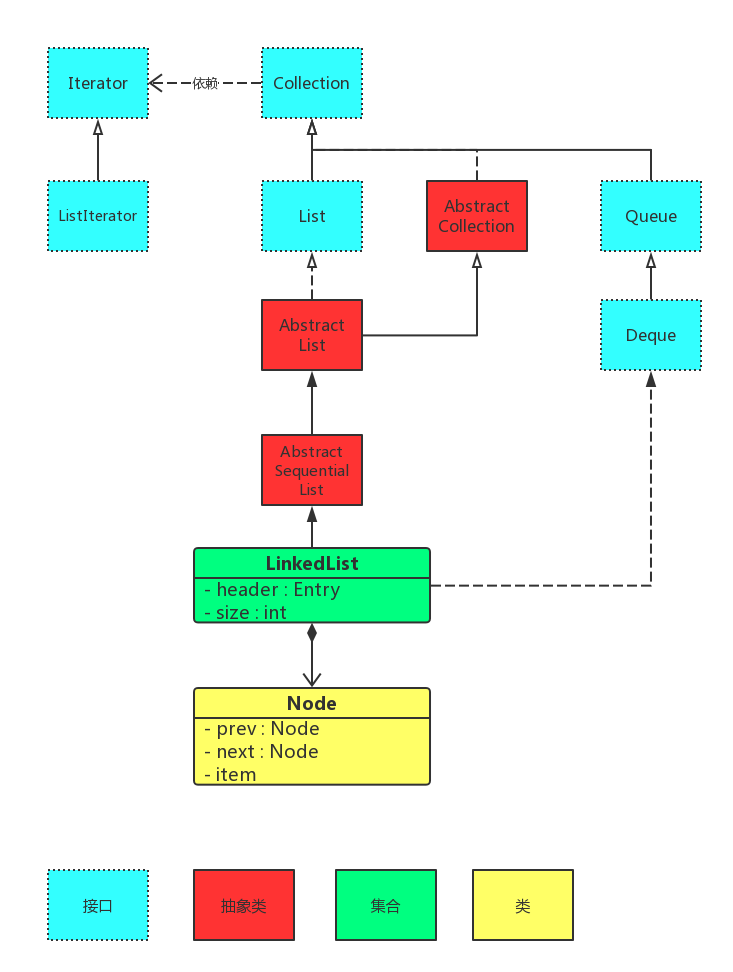 Iterator
依赖
Collection
ListIterator
List
Abstract
Collection
Queue
Abstract
List
Deque
Abstract
Sequential
List
LinkedList
- header : Entry
- size : int
Node
- prev : Node
- next : Node
- item
接口
抽象类
集合
类